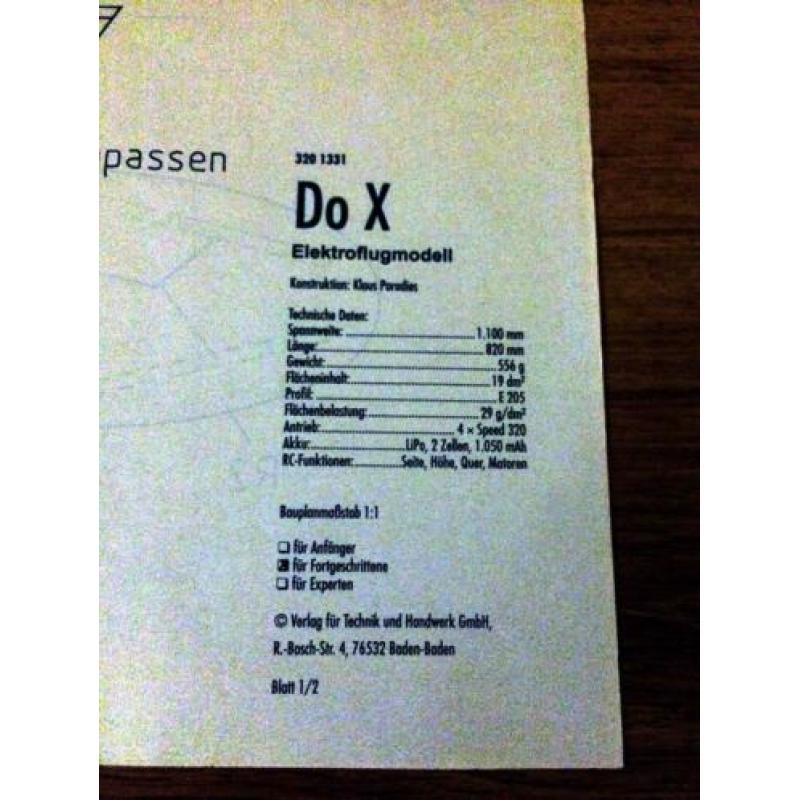 passen
320 1331
Do X
Elektroflugmodell
Konstruktion: Klaus Paradies
Technische Daten:
Spannweite: 1.100 mm
Länge: 820 mm
Gewicht: 556 g
Flächeninhalt: 19 dm²
Profil: E 205
Flächenbelastung: 29 g/dm²
Antrieb: 4 × Speed 320
Akku: LiPo, 2 Zellen, 1.050 mAh
RC-Funktionen: Seite, Höhe, Quer, Motoren
Bauplanmaßstab 1:1
für Anfänger
für Fortgeschrittene
für Experten
© Verlag für Technik und Handwerk GmbH,
R.-Bosch-Str. 4, 76532 Baden-Baden
Blatt 1/2